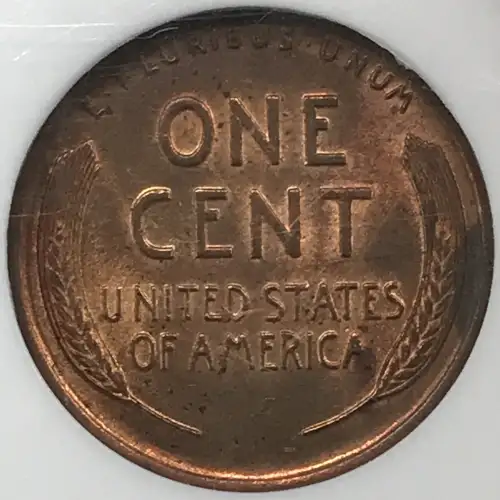 E PLURIBUS UNUM
ONE
CENT
UNITED STATES
OF AMERICA